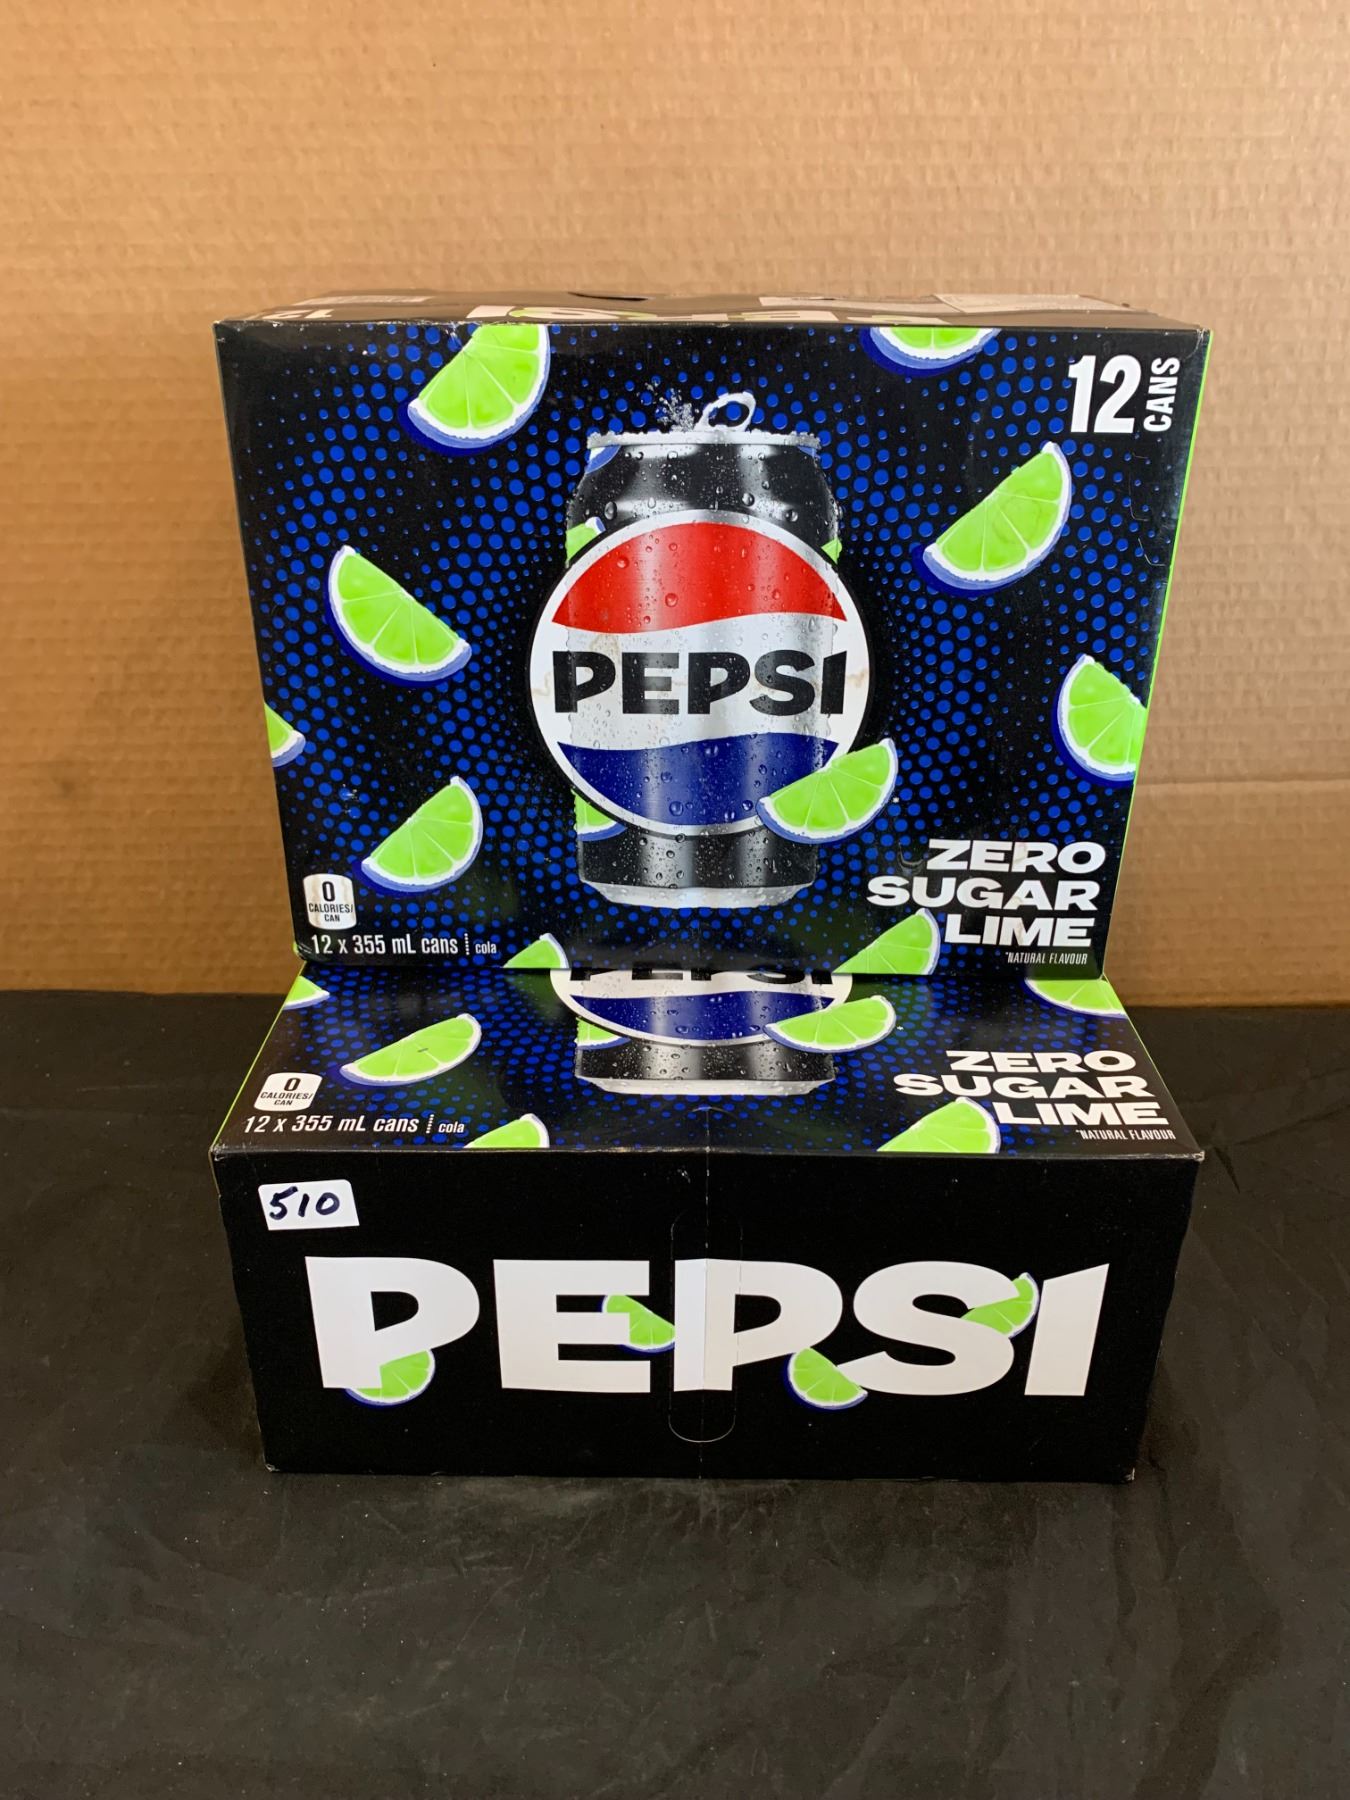 12 CANS
PEPSI
ZERO
SUGAR
LIME
*NATURAL FLAVOUR
0
CALORIES/
CAN
12 x 355 mL cans cola
PEPSI
ZERO
SUGAR
LIME
*NATURAL FLAVOUR
0
CALORIES/
CAN
12 x 355 mL cans cola
510
PEPSI